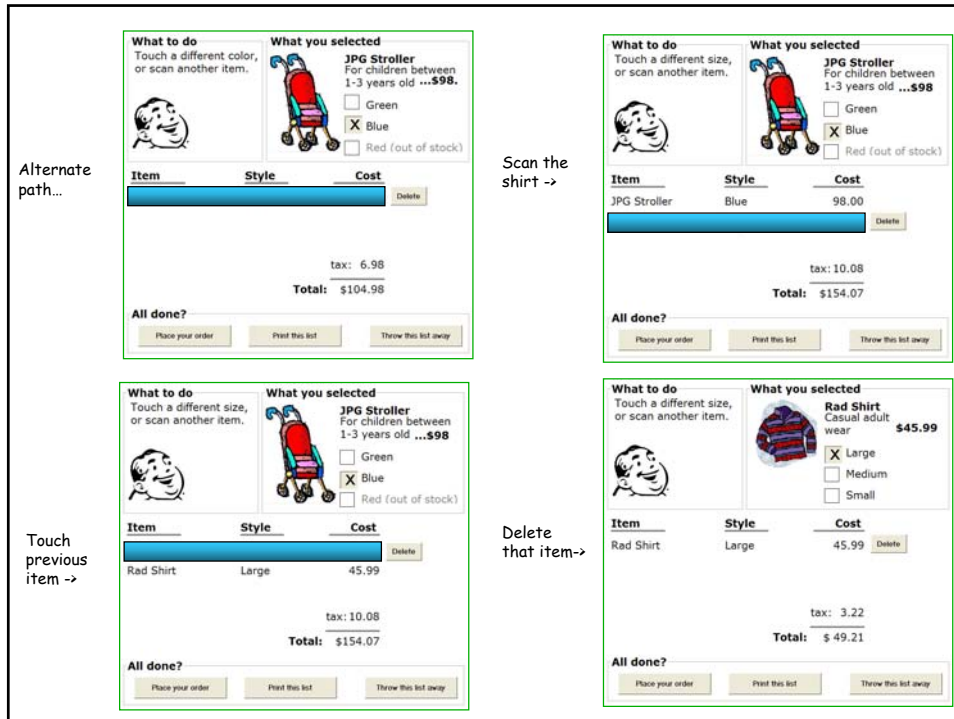 Alternate
path…
What to do
Touch a different color,
or scan another item.
What you selected
JPG Stroller
For children between
1-3 years old ...$98.
Green
X Blue
Red (out of stock)
Item Style Cost
Delete
tax: 6.98
Total: $104.98
All done?
Place your order Print this list Throw this list away
Scan the
shirt ->
What to do
Touch a different size,
or scan another item.
What you selected
JPG Stroller
For children between
1-3 years old ...$98
Green
X Blue
Red (out of stock)
Item Style Cost
JPG Stroller Blue 98.00
Delete
tax: 10.08
Total: $154.07
All done?
Place your order Print this list Throw this list away
Touch
previous
item ->
What to do
Touch a different size,
or scan another item.
What you selected
JPG Stroller
For children between
1-3 years old ...$98
Green
X Blue
Red (out of stock)
Item Style Cost
Delete
Rad Shirt Large 45.99
tax: 10.08
Total: $154.07
All done?
Place your order Print this list Throw this list away
Delete
that item->
What to do
Touch a different size,
or scan another item.
What you selected
Rad Shirt
Casual adult
wear $45.99
X Large
Medium
Small
Item Style Cost
Rad Shirt Large 45.99 Delete
tax: 3.22
Total: $ 49.21
All done?
Place your order Print this list Throw this list away